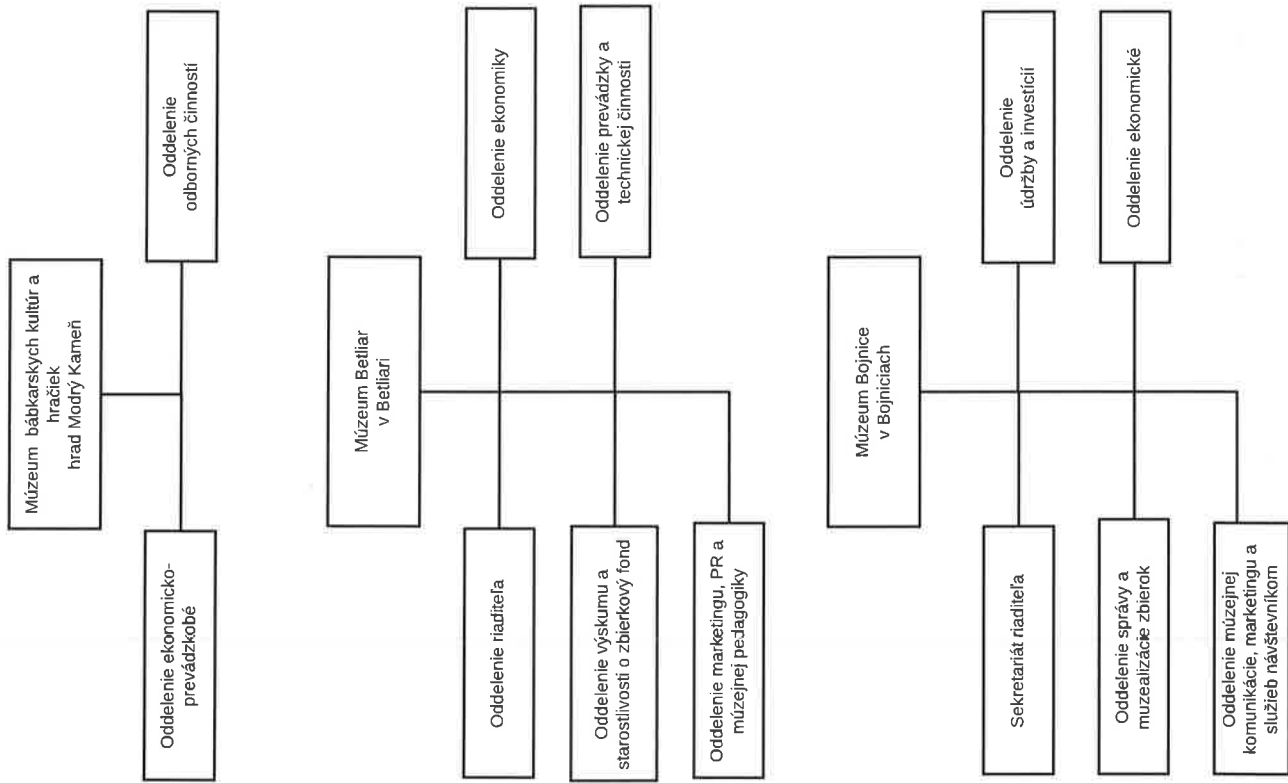 Múzeum bábkarskych kultúr a
hračiek
hrad Modrý Kameň
Oddelenie ekonomicko-
prevádzkobé
Oddelenie
odborných činností
Múzeum Betliar
v Betliari
Oddelenie riaditeľa
Oddelenie ekonomiky
Oddelenie výskumu a
starostlivosti o zbierkový fond
Oddelenie prevádzky a
technickej činnosti
Oddelenie marketingu, PR a
múzejnej pedagogiky
Múzeum Bojnice
v Bojniciach
Sekretariát riaditeľa
Oddelenie
údržby a investícií
Oddelenie správy a
muzealizácie zbierok
Oddelenie ekonomické
Oddelenie múzejnej
komunikácie, marketingu a
služieb návštevníkom